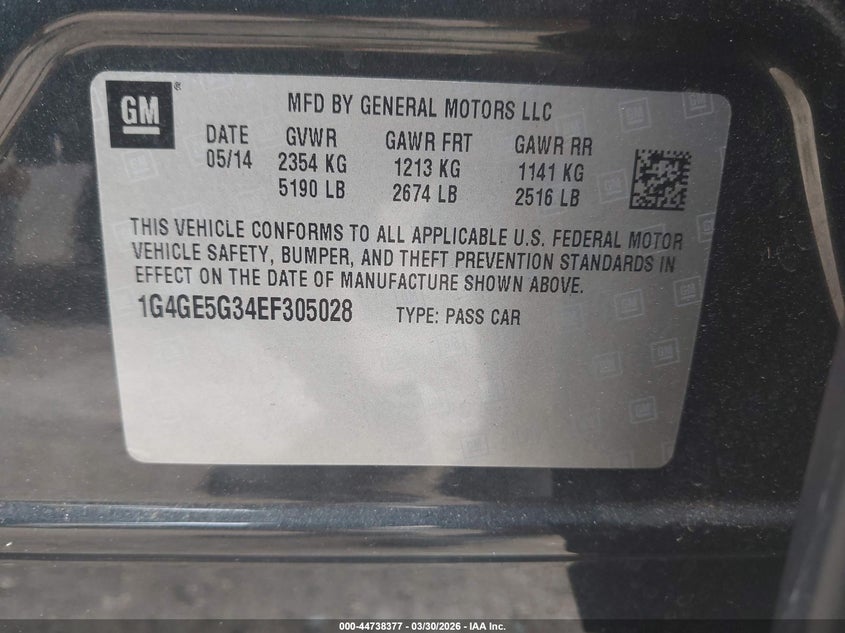 GM ®
MFD BY GENERAL MOTORS LLC
DATE GVWR GAWR FRT GAWR RR
05/14 2354 KG 1213 KG 1141 KG
5190 LB 2674 LB 2516 LB
THIS VEHICLE CONFORMS TO ALL APPLICABLE U.S. FEDERAL MOTOR
VEHICLE SAFETY, BUMPER, AND THEFT PREVENTION STANDARDS IN
EFFECT ON THE DATE OF MANUFACTURE SHOWN ABOVE.
1G4GE5G34EF305028 TYPE: PASS CAR
000-44738377 - 03/30/2026 - IAA Inc.